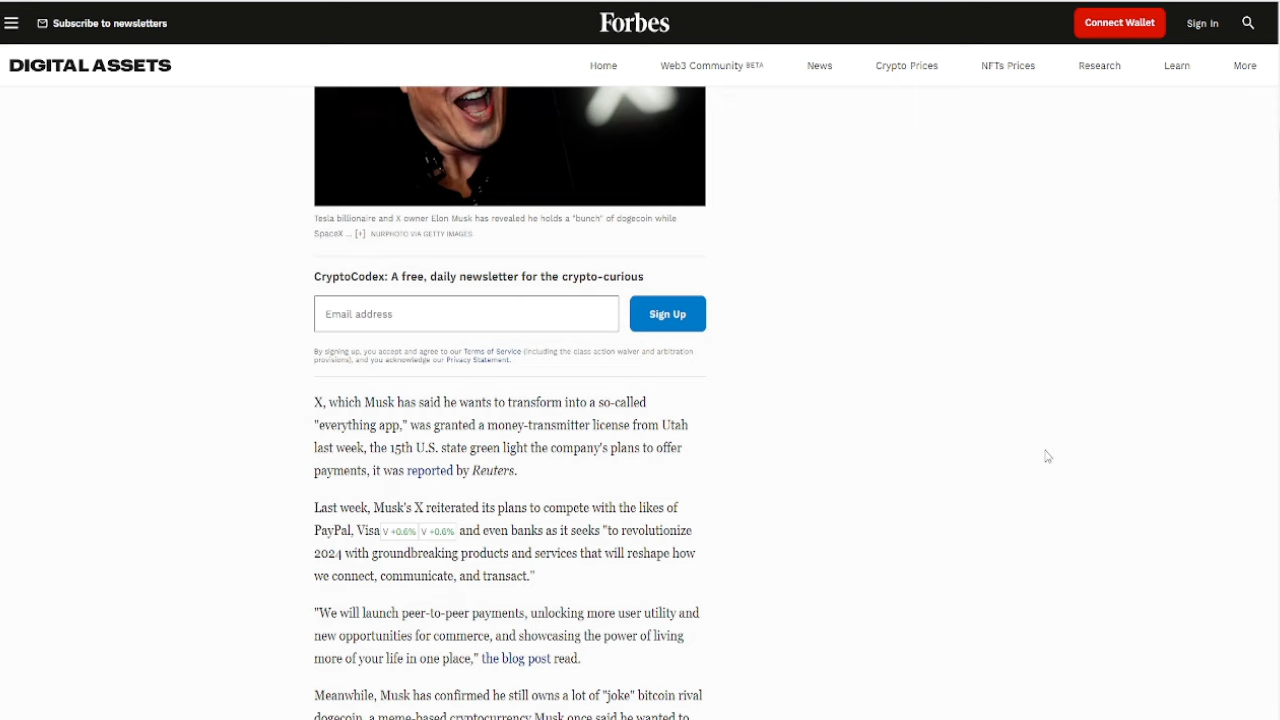 Subscribe to newsletters
Forbes
Connect Wallet
Sign In
DIGITAL ASSETS
Home
Web3 Community BETA
News
Crypto Prices
NFTs Prices
Research
Learn
More
Tesla billionaire and X owner Elon Musk has revealed he holds a "bunch" of dogecoin while
SpaceX ... [+] NURPHOTO VIA GETTY IMAGES
CryptoCodex: A free, daily newsletter for the crypto-curious
Email address
Sign Up
By signing up, you accept and agree to our Terms of Service (including the class action waiver and arbitration
provisions), and you acknowledge our Privacy Statement.
X, which Musk has said he wants to transform into a so-called
"everything app," was granted a money-transmitter license from Utah
last week, the 15th U.S. state green light the company's plans to offer
payments, it was reported by Reuters.
Last week, Musk's X reiterated its plans to compete with the likes of
PayPal, Visa V +0.6% V +0.6% and even banks as it seeks "to revolutionize
2024 with groundbreaking products and services that will reshape how
we connect, communicate, and transact."
"We will launch peer-to-peer payments, unlocking more user utility and
new opportunities for commerce, and showcasing the power of living
more of your life in one place," the blog post read.
Meanwhile, Musk has confirmed he still owns a lot of "joke" bitcoin rival
dogecoin, a meme-based cryptocurrency Musk once said he wanted to